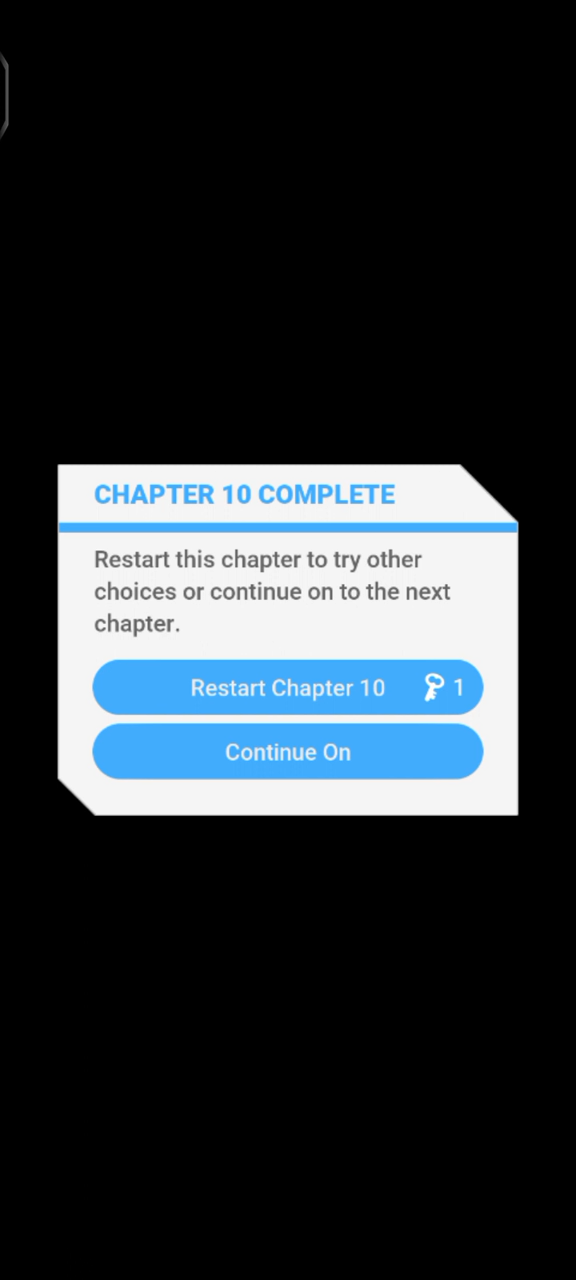 CHAPTER 10 COMPLETE
Restart this chapter to try other
choices or continue on to the next
chapter.
Restart Chapter 10 1
Continue On